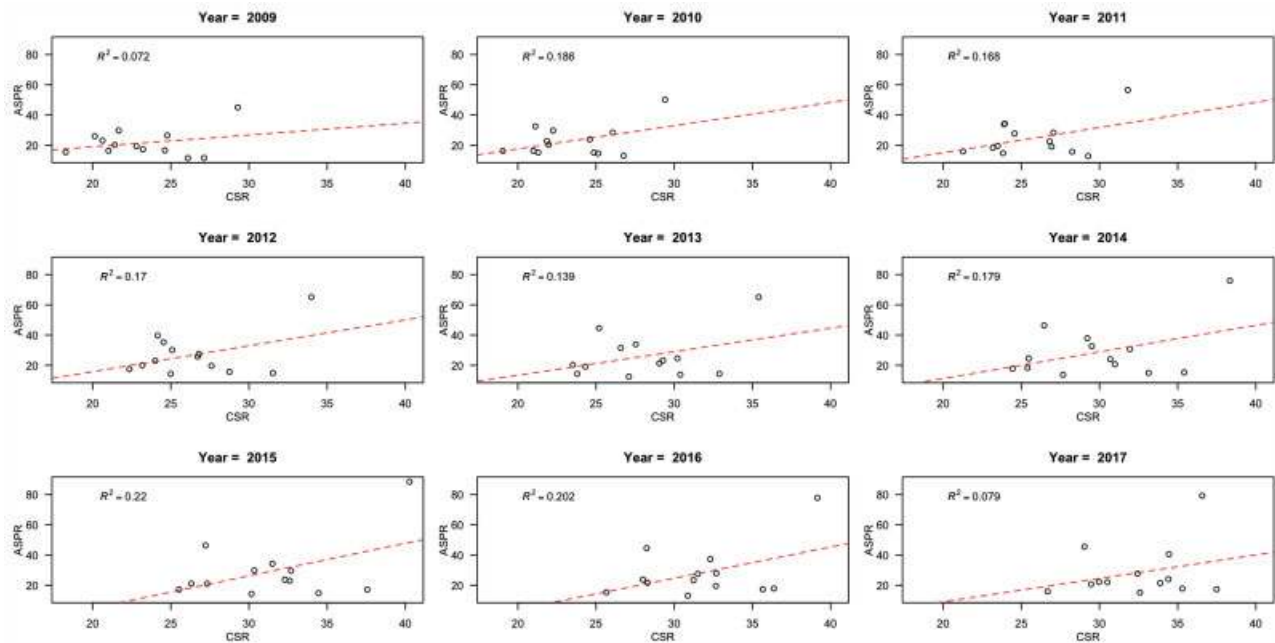 Year = 2009
R² = 0.072
80
60
40
20
ASPR
20 25 30 35 40
CSR
Year = 2010
R² = 0.186
80
60
40
20
ASPR
20 25 30 35 40
CSR
Year = 2011
R² = 0.168
80
60
40
20
ASPR
20 25 30 35 40
CSR
Year = 2012
R² = 0.17
80
60
40
20
ASPR
20 25 30 35 40
CSR
Year = 2013
R² = 0.139
80
60
40
20
ASPR
20 25 30 35 40
CSR
Year = 2014
R² = 0.179
80
60
40
20
ASPR
20 25 30 35 40
CSR
Year = 2015
R² = 0.22
80
60
40
20
ASPR
20 25 30 35 40
CSR
Year = 2016
R² = 0.202
80
60
40
20
ASPR
20 25 30 35 40
CSR
Year = 2017
R² = 0.079
80
60
40
20
ASPR
20 25 30 35 40
CSR